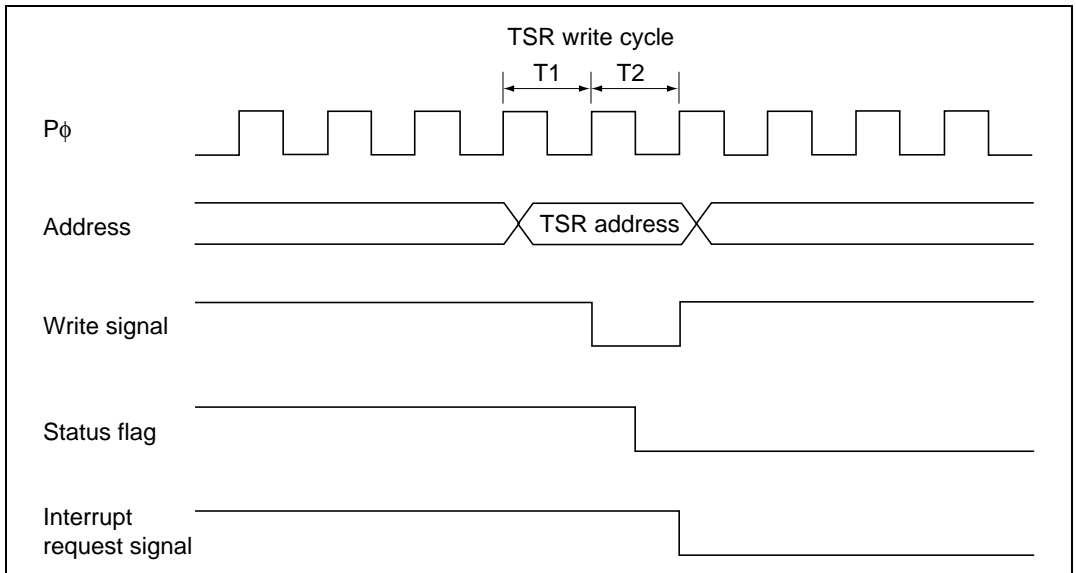 TSR write cycle
T1 T2
Pϕ
Address
TSR address
Write signal
Status flag
Interrupt
request signal